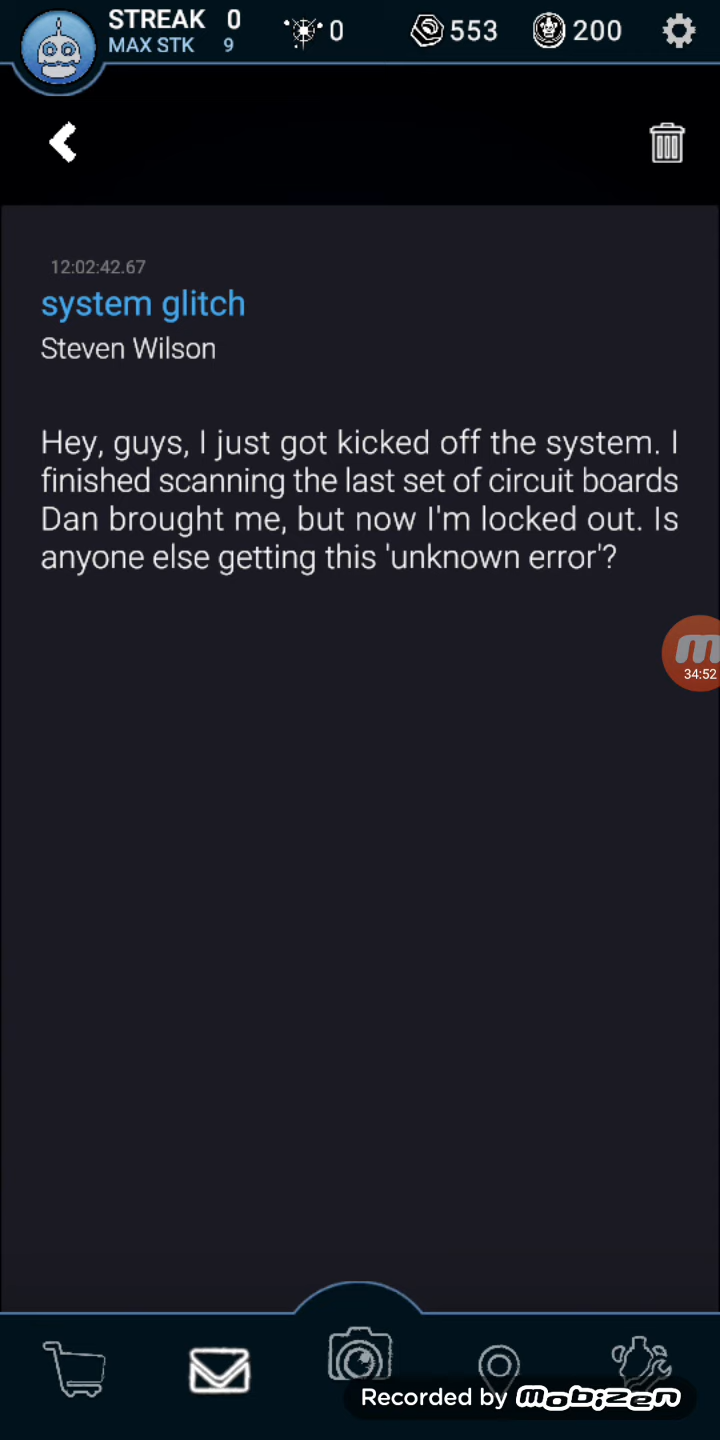 STREAK 0
MAX STK 9
0
553
200
12:02:42.67
system glitch
Steven Wilson
Hey, guys, I just got kicked off the system. I
finished scanning the last set of circuit boards
Dan brought me, but now I'm locked out. Is
anyone else getting this 'unknown error'?
m
34:52
Recorded by mobizen